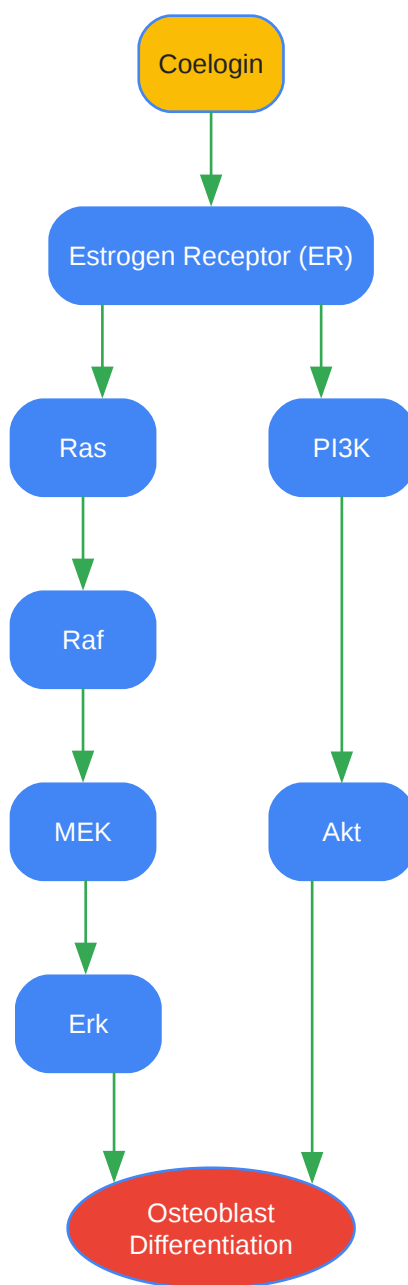 Coelogin
Estrogen Receptor (ER)
Ras
PI3K
Raf
MEK
Akt
Erk
Osteoblast
Differentiation